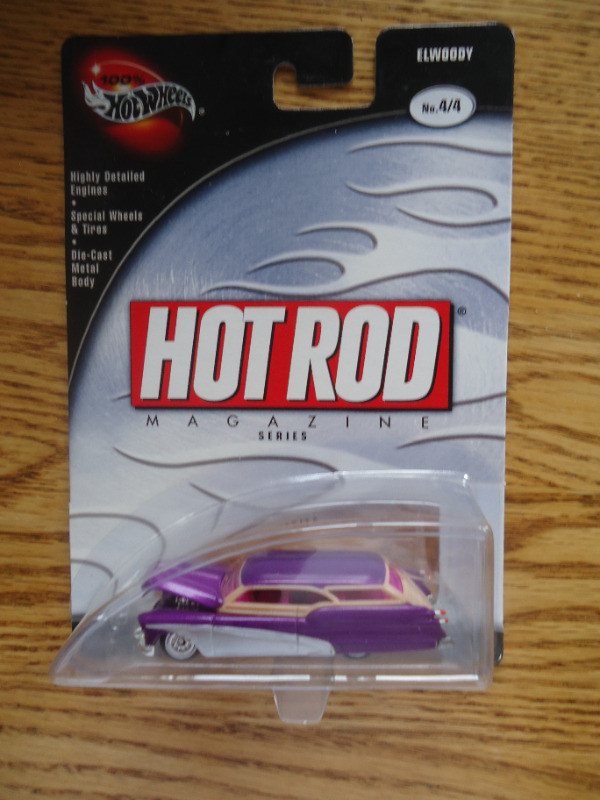 100%
Hot Wheels®
ELWOODY
No. 4/4
Highly Detailed
Engines
•
Special Wheels
& Tires
•
Die-Cast
Metal
Body
HOT ROD®
MAGAZINE
SERIES